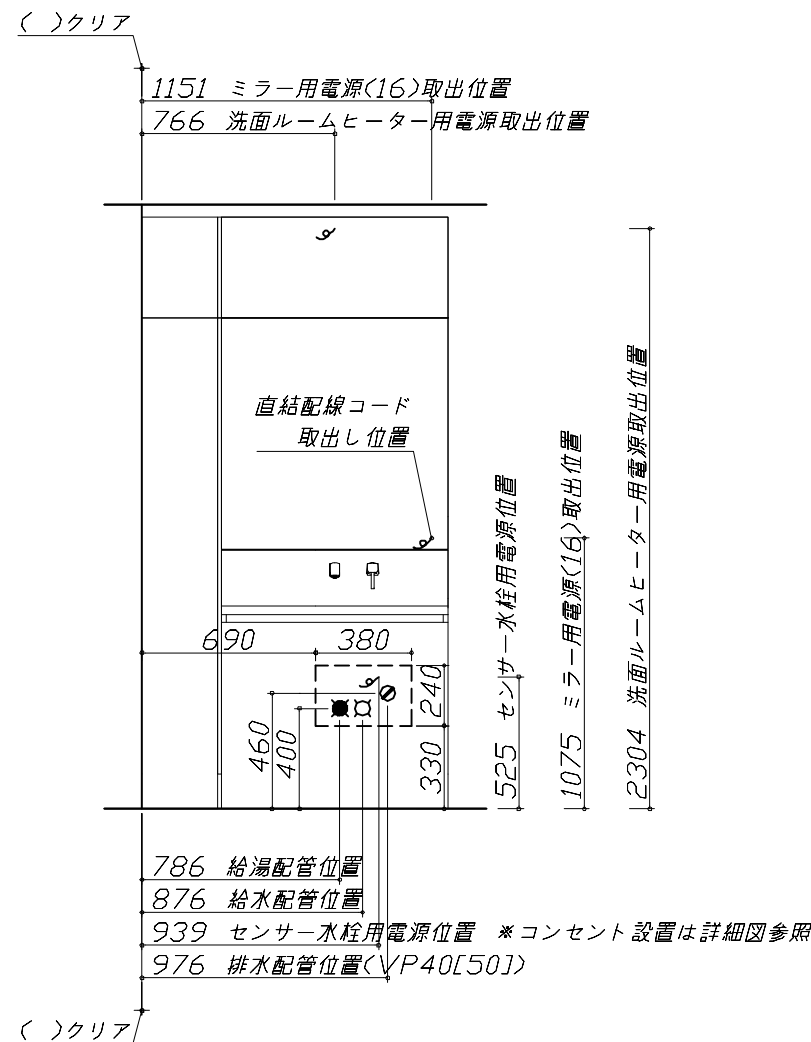 ( )クリア
1151 ミラー用電源(16)取出位置
766 洗面ルームヒーター用電源取出位置
直結配線コード
取出し位置
690
380
240
330
460
400
525 センサー水栓用電源位置
1075 ミラー用電源(16)取出位置
2304 洗面ルームヒーター用電源取出位置
786 給湯配管位置
876 給水配管位置
939 センサー水栓用電源位置 ※コンセント設置は詳細図参照
976 排水配管位置(VP40[50])
( )クリア